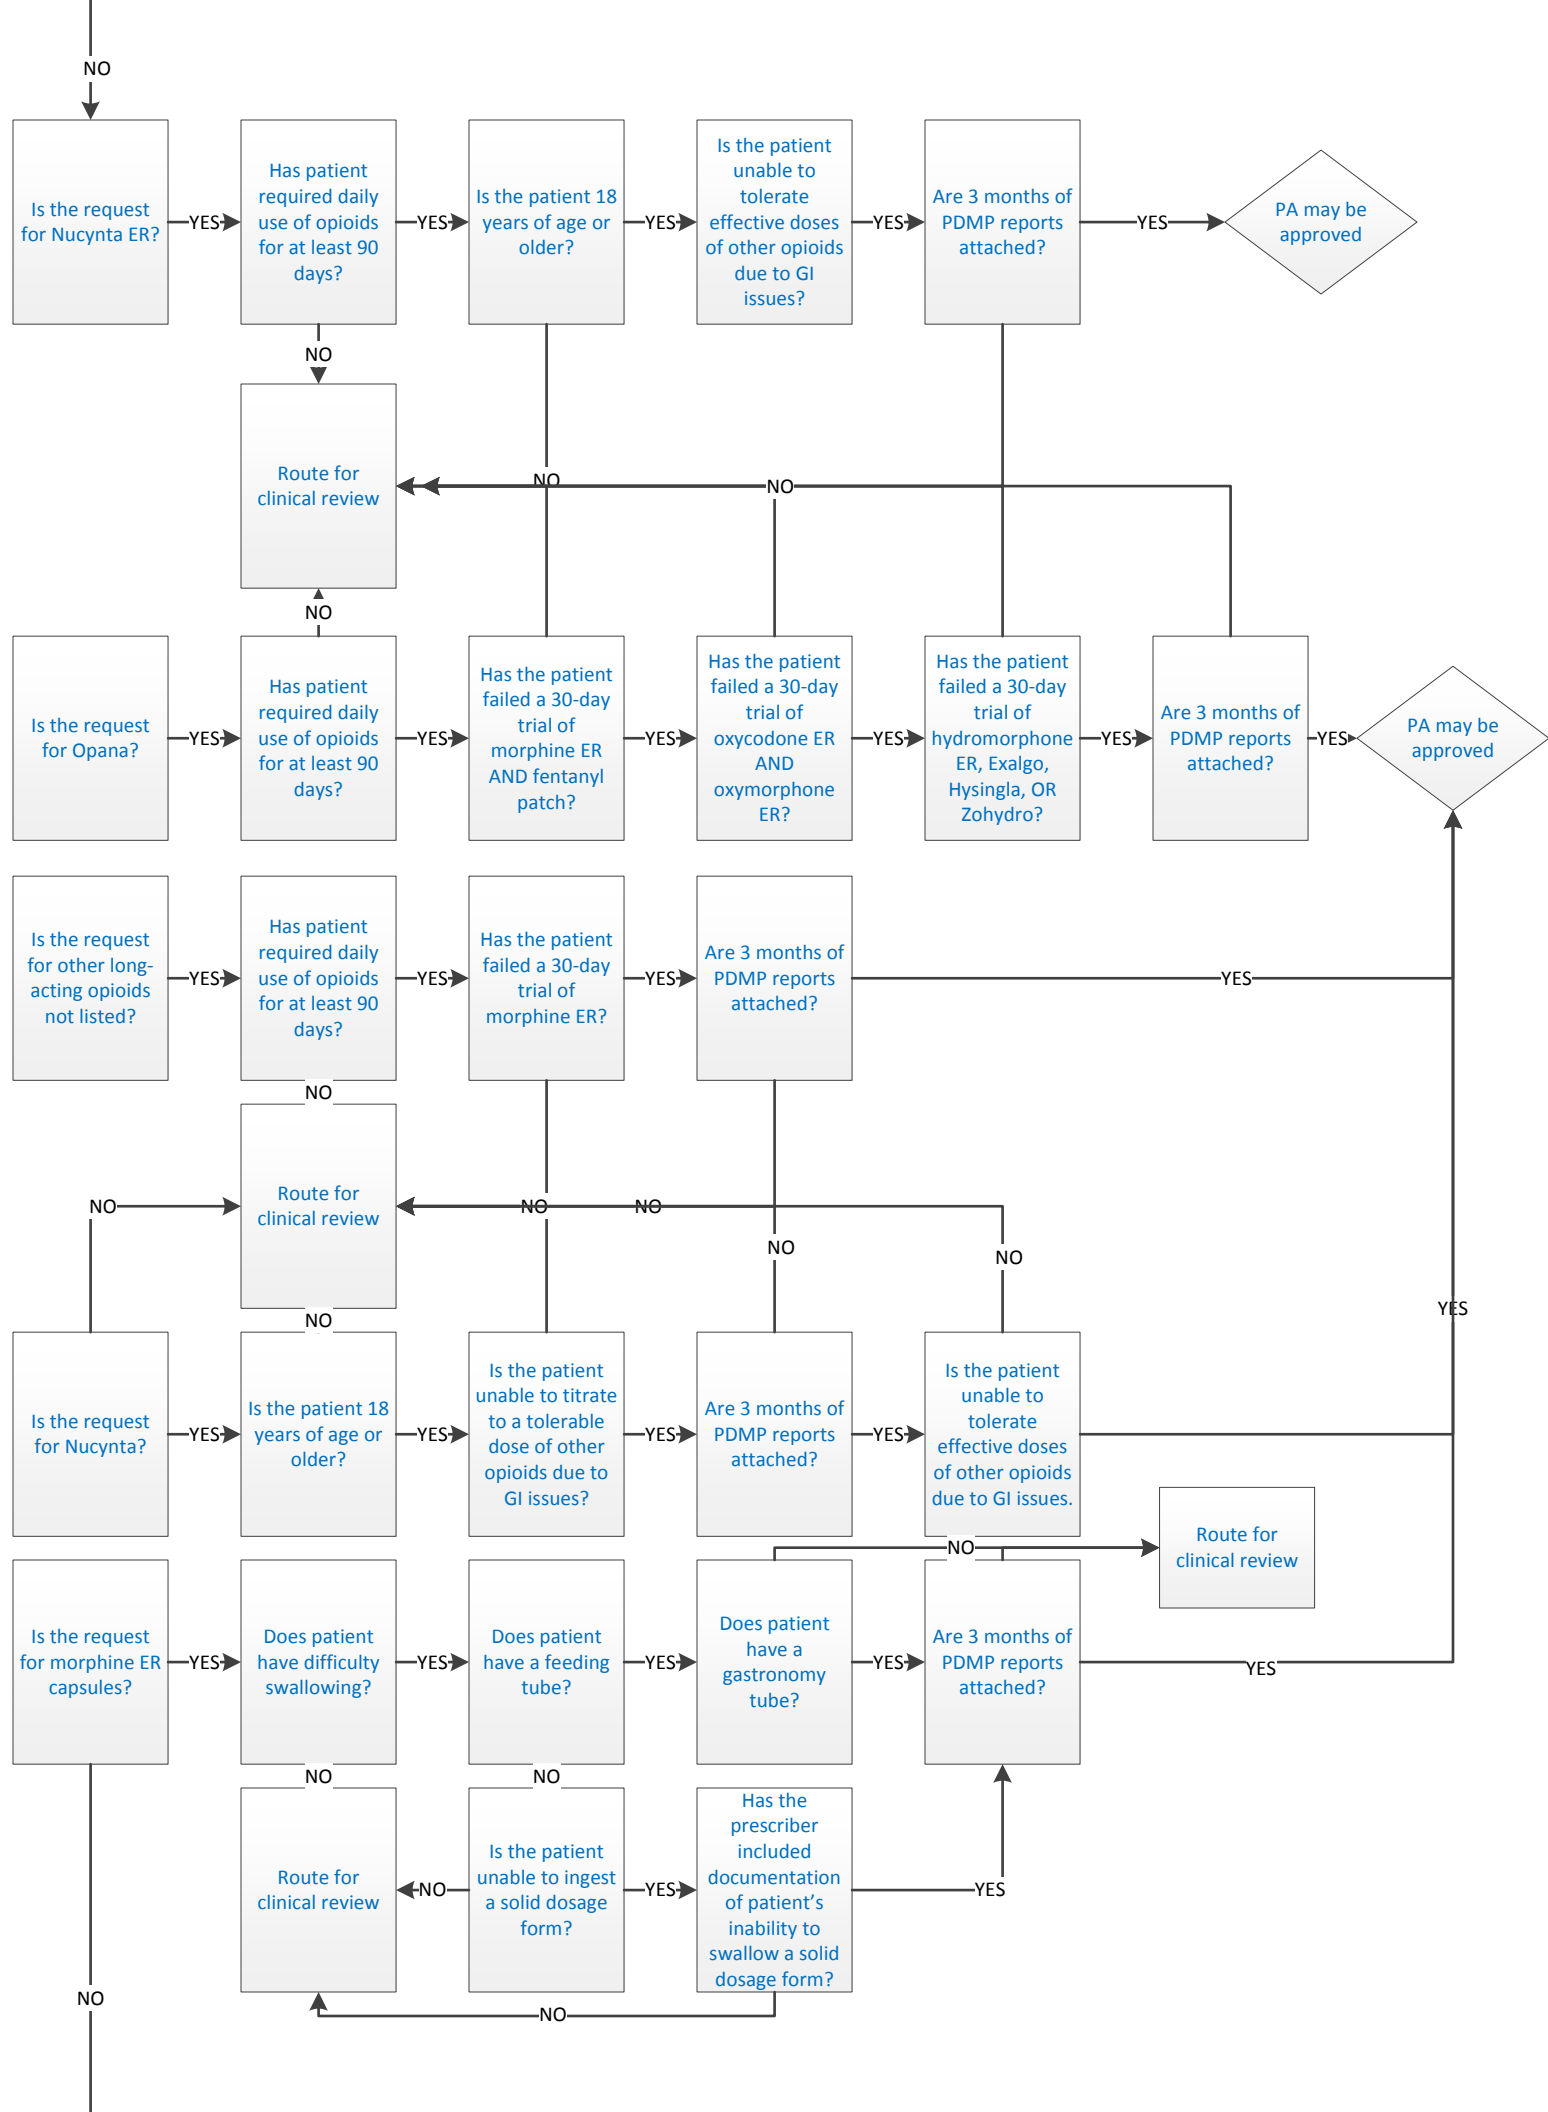 NO
Is the request
for Nucynta ER?
YES
Has patient
required daily
use of opioids
for at least 90
days?
YES
Is the patient 18
years of age or
older?
YES
Is the patient
unable to
tolerate
effective doses
of other opioids
due to GI
issues?
YES
Are 3 months of
PDMP reports
attached?
YES
PA may be
approved
NO
Route for
clinical review
NO
NO
NO
Is the request
for Opana?
YES
Has patient
required daily
use of opioids
for at least 90
days?
YES
Has the patient
failed a 30-day
trial of
morphine ER
AND fentanyl
patch?
YES
Has the patient
failed a 30-day
trial of
oxycodone ER
AND
oxymorphone
ER?
YES
Has the patient
failed a 30-day
trial of
hydromorphone
ER, Exalgo,
Hysingla, OR
Zohydro?
YES
Are 3 months of
PDMP reports
attached?
YES
PA may be
approved
Is the request
for other long-
acting opioids
not listed?
YES
Has patient
required daily
use of opioids
for at least 90
days?
YES
Has the patient
failed a 30-day
trial of
morphine ER?
YES
Are 3 months of
PDMP reports
attached?
YES
NO
NO
Route for
clinical review
NO
NO
NO
NO
NO
YES
Is the request
for Nucynta?
YES
Is the patient 18
years of age or
older?
YES
Is the patient
unable to titrate
to a tolerable
dose of other
opioids due to
GI issues?
YES
Are 3 months of
PDMP reports
attached?
YES
Is the patient
unable to
tolerate
effective doses
of other opioids
due to GI issues.
NO
Route for
clinical review
Is the request
for morphine ER
capsules?
YES
Does patient
have difficulty
swallowing?
YES
Does patient
have a feeding
tube?
YES
Does patient
have a
gastronomy
tube?
YES
Are 3 months of
PDMP reports
attached?
YES
NO
NO
Route for
clinical review
NO
Is the patient
unable to ingest
a solid dosage
form?
YES
Has the
prescriber
included
documentation
of patient's
inability to
swallow a solid
dosage form?
YES
NO
NO